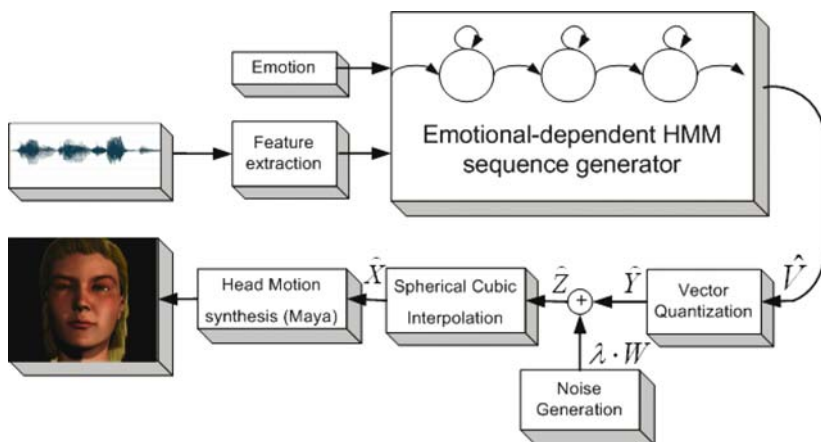 Emotion
Feature
extraction
Emotional-dependent HMM
sequence generator
V̂
Vector
Quantization
Ŷ
+
Ẑ
λ · W
Noise
Generation
Spherical Cubic
Interpolation
X̂
Head Motion
synthesis (Maya)